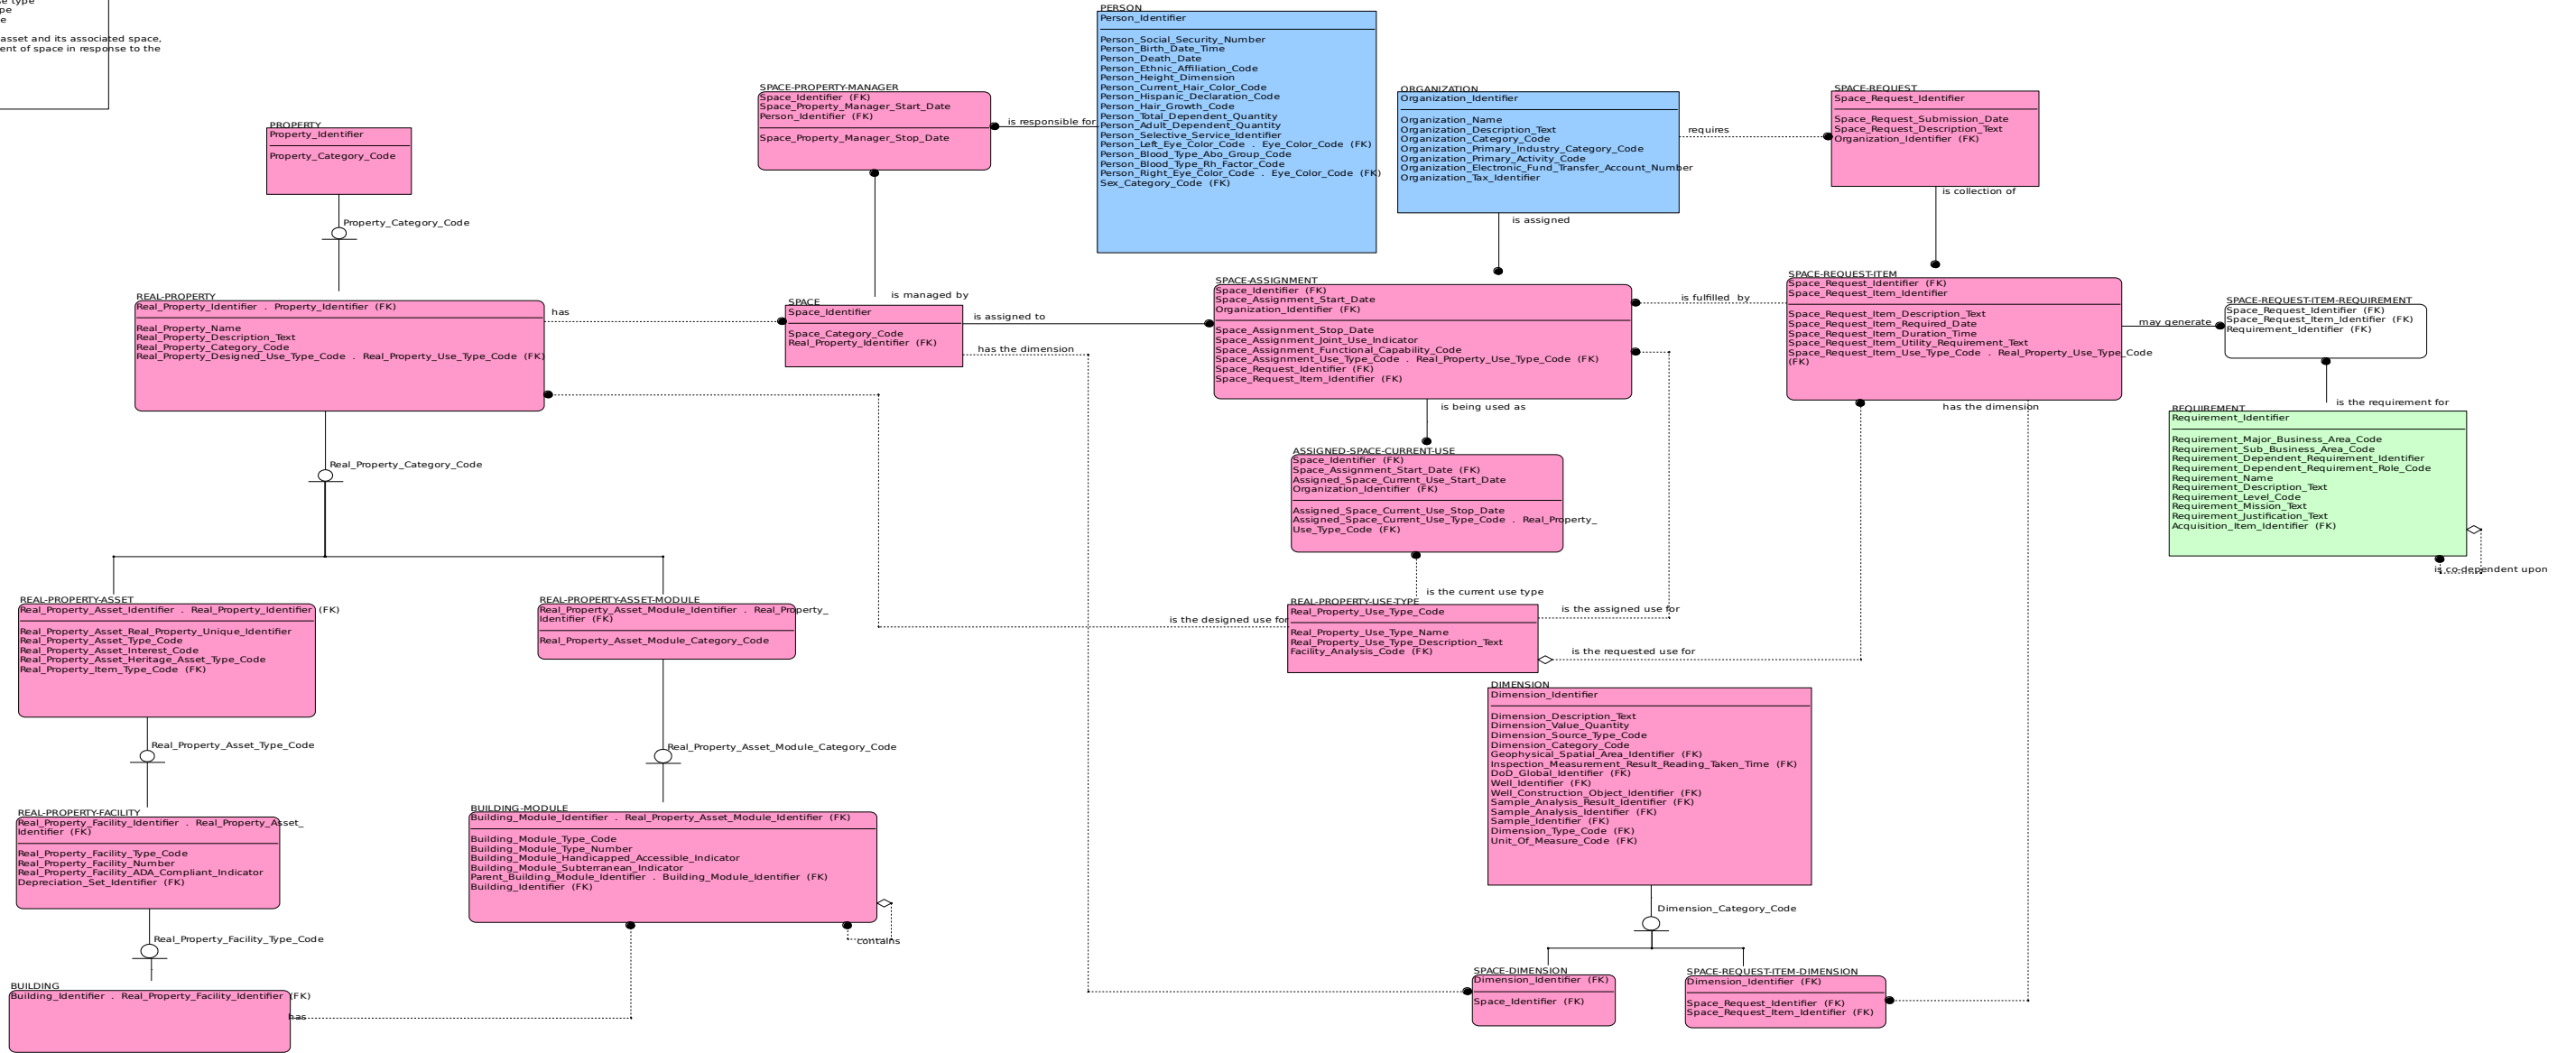 e type
pe
e
asset and its associated space,
ent of space in response to the
PROPERTY
Property_Identifier
Property_Category_Code
Property_Category_Code
REAL-PROPERTY
Real_Property_Identifier . Property_Identifier (FK)
Real_Property_Name
Real_Property_Description_Text
Real_Property_Category_Code
Real_Property_Designed_Use_Type_Code . Real_Property_Use_Type_Code (FK)
has
Real_Property_Category_Code
REAL-PROPERTY-ASSET
Real_Property_Asset_Identifier . Real_Property_Identifier (FK)
Real_Property_Asset_Real_Property_Unique_Identifier
Real_Property_Asset_Type_Code
Real_Property_Asset_Interest_Code
Real_Property_Asset_Heritage_Asset_Type_Code
Real_Property_Item_Type_Code (FK)
Real_Property_Asset_Type_Code
REAL-PROPERTY-FACILITY
Real_Property_Facility_Identifier . Real_Property_Asset_
Identifier (FK)
Real_Property_Facility_Type_Code
Real_Property_Facility_Number
Real_Property_Facility_ADA_Compliant_Indicator
Depreciation_Set_Identifier (FK)
Real_Property_Facility_Type_Code
BUILDING
Building_Identifier . Real_Property_Facility_Identifier (FK)
has
REAL-PROPERTY-ASSET-MODULE
Real_Property_Asset_Module_Identifier . Real_Property_
Identifier (FK)
Real_Property_Asset_Module_Category_Code
Real_Property_Asset_Module_Category_Code
BUILDING-MODULE
Building_Module_Identifier . Real_Property_Asset_Module_Identifier (FK)
Building_Module_Type_Code
Building_Module_Type_Number
Building_Module_Handicapped_Accessible_Indicator
Building_Module_Subterranean_Indicator
Parent_Building_Module_Identifier . Building_Module_Identifier (FK)
Building_Identifier (FK)
contains
SPACE-PROPERTY-MANAGER
Space_Identifier (FK)
Space_Property_Manager_Start_Date
Person_Identifier (FK)
Space_Property_Manager_Stop_Date
is responsible for
is managed by
SPACE
Space_Identifier
Space_Category_Code
Real_Property_Identifier (FK)
is assigned to
has the dimension
PERSON
Person_Identifier
Person_Social_Security_Number
Person_Birth_Date_Time
Person_Death_Date
Person_Ethnic_Affiliation_Code
Person_Height_Dimension
Person_Current_Hair_Color_Code
Person_Hispanic_Declaration_Code
Person_Hair_Growth_Code
Person_Total_Dependent_Quantity
Person_Adult_Dependent_Quantity
Person_Selective_Service_Identifier
Person_Left_Eye_Color_Code . Eye_Color_Code (FK)
Person_Blood_Type_Abo_Group_Code
Person_Blood_Type_Rh_Factor_Code
Person_Right_Eye_Color_Code . Eye_Color_Code (FK)
Sex_Category_Code (FK)
ORGANIZATION
Organization_Identifier
Organization_Name
Organization_Description_Text
Organization_Category_Code
Organization_Primary_Industry_Category_Code
Organization_Primary_Activity_Code
Organization_Electronic_Fund_Transfer_Account_Number
Organization_Tax_Identifier
requires
is assigned
SPACE-REQUEST
Space_Request_Identifier
Space_Request_Submission_Date
Space_Request_Description_Text
Organization_Identifier (FK)
is collection of
SPACE-ASSIGNMENT
Space_Identifier (FK)
Space_Assignment_Start_Date
Organization_Identifier (FK)
Space_Assignment_Stop_Date
Space_Assignment_Joint_Use_Indicator
Space_Assignment_Functional_Capability_Code
Space_Assignment_Use_Type_Code . Real_Property_Use_Type_Code (FK)
Space_Request_Identifier (FK)
Space_Request_Item_Identifier (FK)
is fulfilled by
is being used as
SPACE-REQUEST-ITEM
Space_Request_Identifier (FK)
Space_Request_Item_Identifier
Space_Request_Item_Description_Text
Space_Request_Item_Required_Date
Space_Request_Item_Duration_Time
Space_Request_Item_Utility_Requirement_Text
Space_Request_Item_Use_Type_Code . Real_Property_Use_Type_Code
(FK)
may generate
has the dimension
SPACE-REQUEST-ITEM-REQUIREMENT
Space_Request_Identifier (FK)
Space_Request_Item_Identifier (FK)
Requirement_Identifier (FK)
is the requirement for
REQUIREMENT
Requirement_Identifier
Requirement_Major_Business_Area_Code
Requirement_Sub_Business_Area_Code
Requirement_Dependent_Requirement_Identifier
Requirement_Dependent_Requirement_Role_Code
Requirement_Name
Requirement_Description_Text
Requirement_Level_Code
Requirement_Mission_Text
Requirement_Justification_Text
Acquisition_Item_Identifier (FK)
is co-dependent upon
ASSIGNED-SPACE-CURRENT-USE
Space_Identifier (FK)
Space_Assignment_Start_Date (FK)
Assigned_Space_Current_Use_Start_Date
Organization_Identifier (FK)
Assigned_Space_Current_Use_Stop_Date
Assigned_Space_Current_Use_Type_Code . Real_Property_
Use_Type_Code (FK)
is the current use type
REAL-PROPERTY-USE-TYPE
Real_Property_Use_Type_Code
Real_Property_Use_Type_Name
Real_Property_Use_Type_Description_Text
Facility_Analysis_Code (FK)
is the designed use for
is the assigned use for
is the requested use for
DIMENSION
Dimension_Identifier
Dimension_Description_Text
Dimension_Value_Quantity
Dimension_Source_Type_Code
Dimension_Category_Code
Geophysical_Spatial_Area_Identifier (FK)
Inspection_Measurement_Result_Reading_Taken_Time (FK)
DoD_Global_Identifier (FK)
Well_Identifier (FK)
Well_Construction_Object_Identifier (FK)
Sample_Analysis_Result_Identifier (FK)
Sample_Analysis_Identifier (FK)
Sample_Identifier (FK)
Dimension_Type_Code (FK)
Unit_Of_Measure_Code (FK)
Dimension_Category_Code
SPACE-DIMENSION
Dimension_Identifier (FK)
Space_Identifier (FK)
SPACE-REQUEST-ITEM-DIMENSION
Dimension_Identifier (FK)
Space_Request_Identifier (FK)
Space_Request_Item_Identifier (FK)